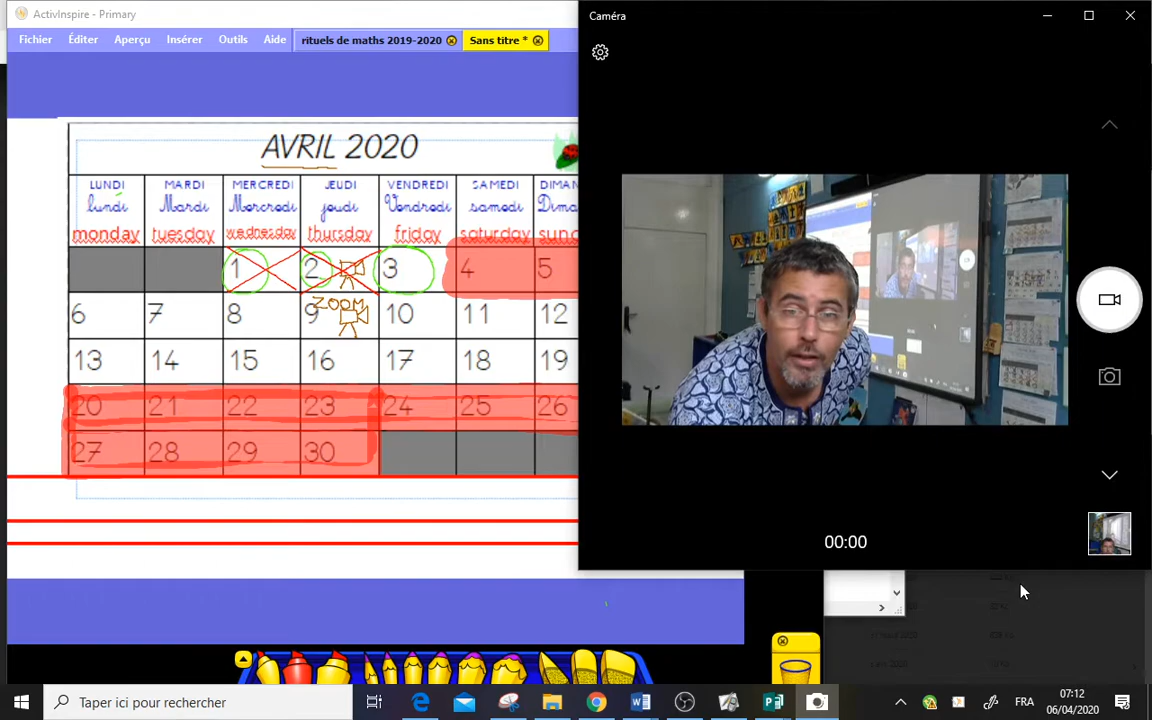 ActivInspire - Primary
Fichier Éditer Aperçu Insérer Outils Aide rituels de maths 2019-2020 Sans titre *
Caméra
AVRIL 2020
LUNDI MARDI MERCREDI JEUDI VENDREDI SAMEDI DIMAN
lundi Mardi Mercredi jeudi Vendredi samedi Dima
monday tuesday wednesday thursday friday saturday sund
1 2 3 4 5
ZOOM
6 7 8 9 10 11 12
13 14 15 16 17 18 19
20 21 22 23 24 25 26
27 28 29 30
00:00
Taper ici pour rechercher
FRA
07:12
06/04/2020